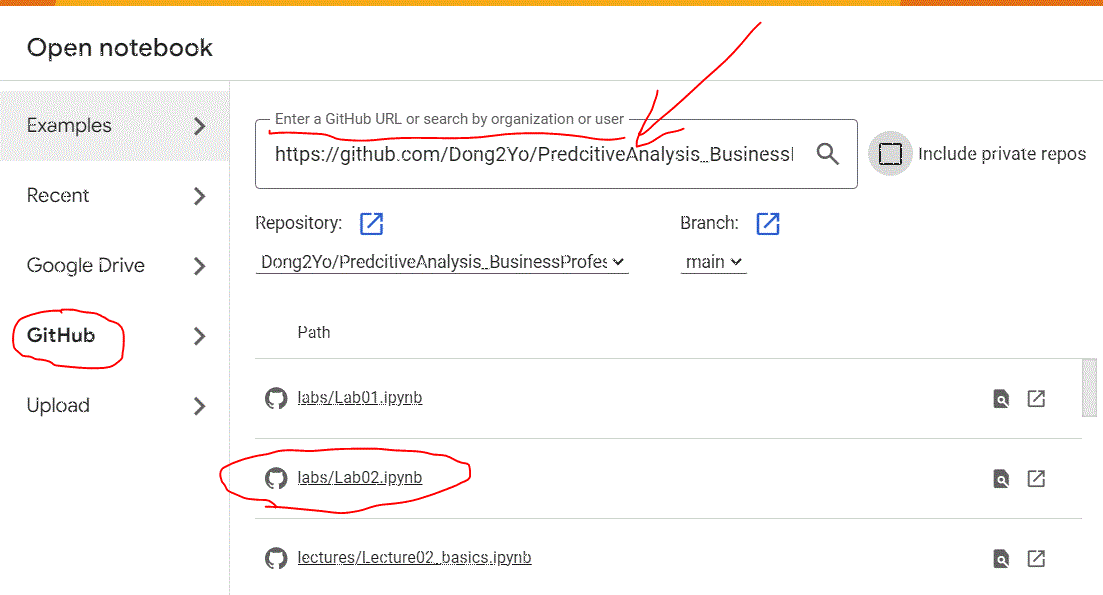 Open notebook
Examples
Recent
Google Drive
GitHub
Upload
Enter a GitHub URL or search by organization or user
https://github.com/Dong2Yo/PredcitiveAnalysis_Business
Include private repos
Repository:
Branch:
Dong2Yo/PredcitiveAnalysis_BusinessProfes
main
Path
labs/Lab01.ipynb
labs/Lab02.ipynb
lectures/Lecture02_basics.ipynb